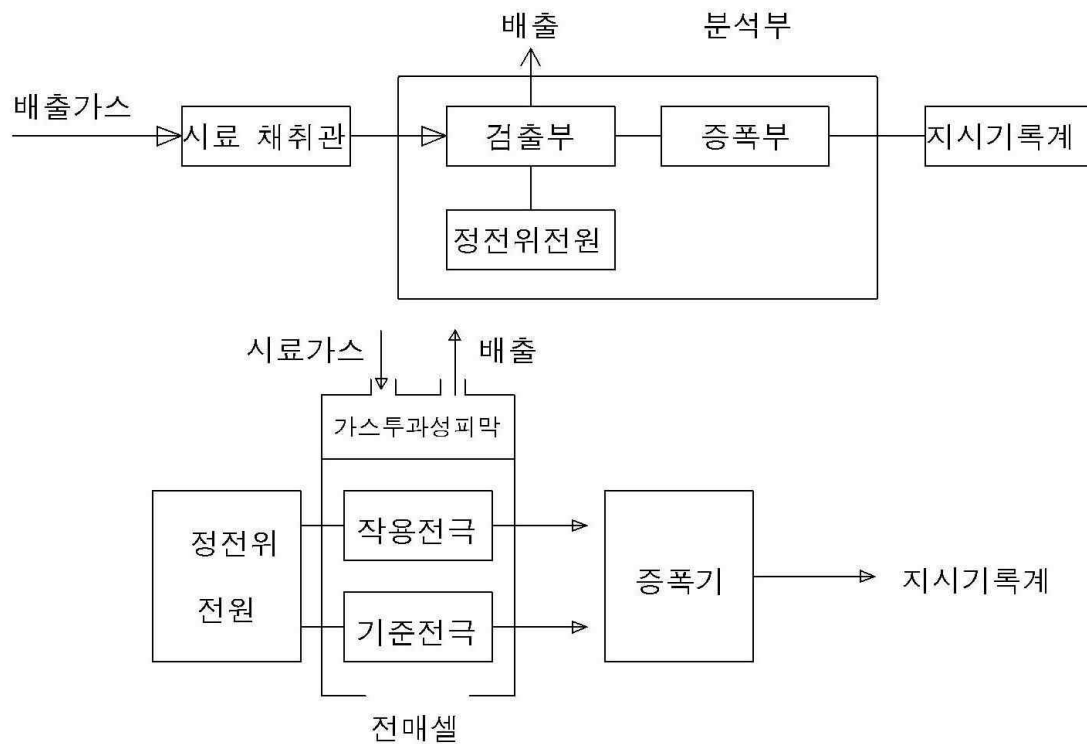 배출 분석부
배출가스
시료 채취관 검출부 증폭부 지시기록계
정전위전원
시료가스 배출
가스투과성피막
정전위
전원
작용전극
기준전극
증폭기
지시기록계
전매셀